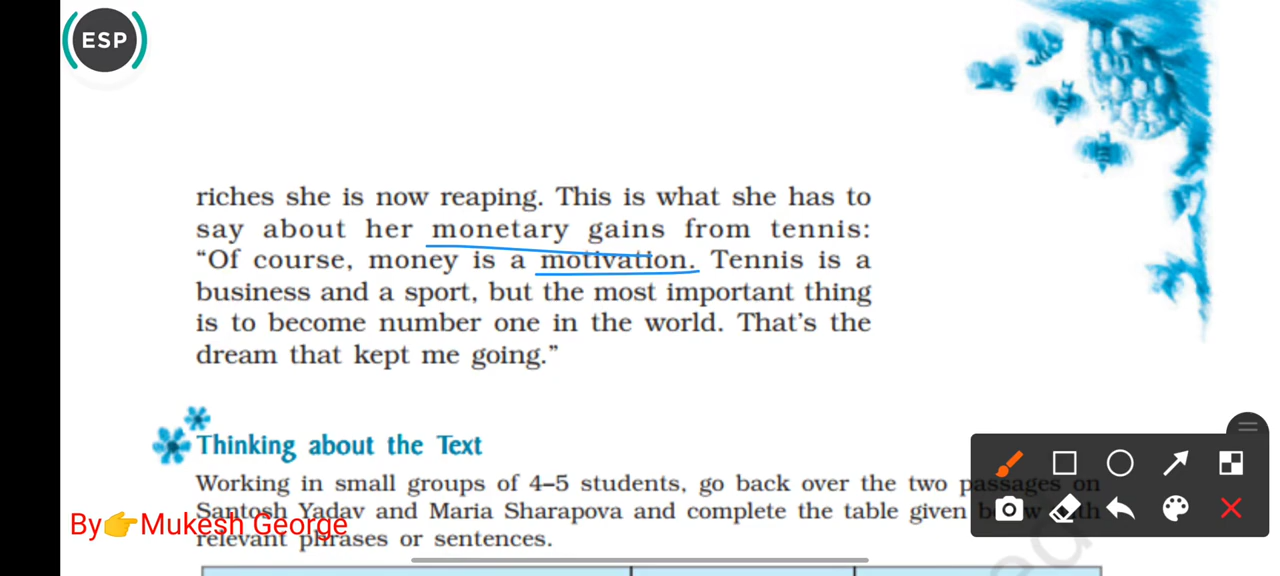 ESP
riches she is now reaping. This is what she has to
say about her monetary gains from tennis:
“Of course, money is a motivation. Tennis is a
business and a sport, but the most important thing
is to become number one in the world. That’s the
dream that kept me going.”
Thinking about the Text
Working in small groups of 4–5 students, go back over the two passages on
Santosh Yadav and Maria Sharapova and complete the table given
relevant phrases or sentences.
By👉Mukesh George